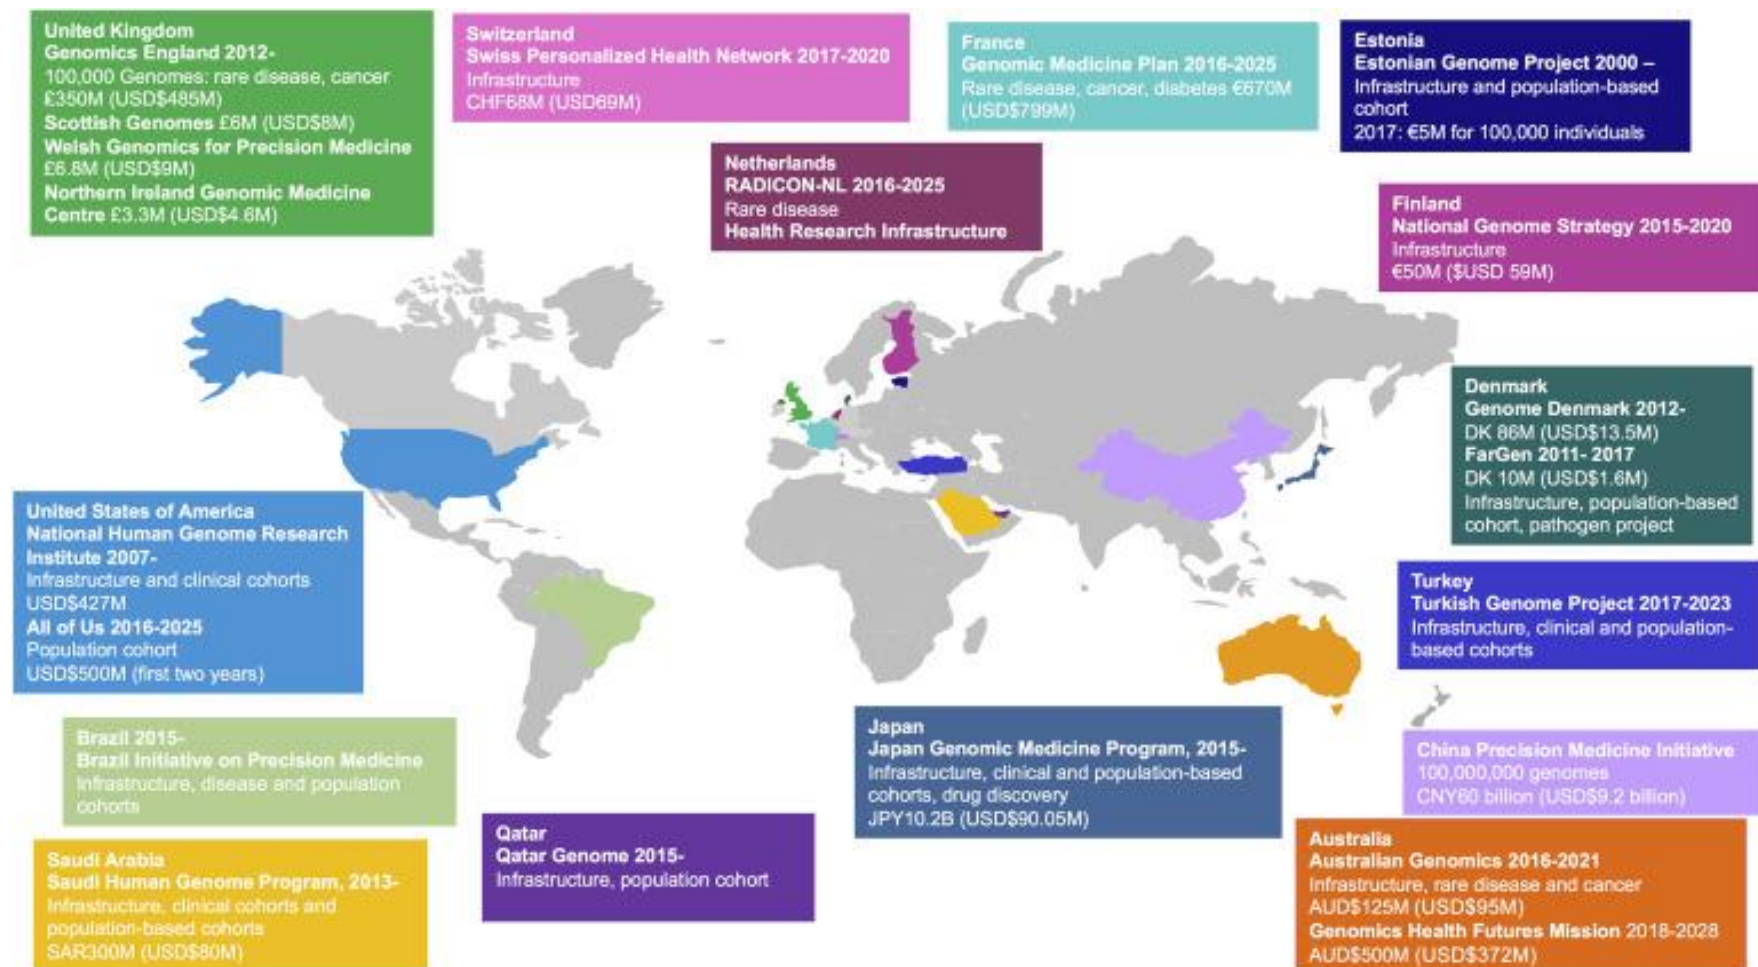 United Kingdom
Genomics England 2012-
100,000 Genomes: rare disease, cancer
£350M (USD$485M)
Scottish Genomes £6M (USD$8M)
Welsh Genomics for Precision Medicine
£6.8M (USD$9M)
Northern Ireland Genomic Medicine
Centre £3.3M (USD$4.6M)
Switzerland
Swiss Personalized Health Network 2017-2020
Infrastructure
CHF68M (USD69M)
France
Genomic Medicine Plan 2016-2025
Rare disease, cancer, diabetes €670M
(USD$799M)
Estonia
Estonian Genome Project 2000 –
Infrastructure and population-based
cohort
2017: €5M for 100,000 individuals
Netherlands
RADICON-NL 2016-2025
Rare disease
Health Research Infrastructure
Finland
National Genome Strategy 2015-2020
Infrastructure
€50M ($USD 59M)
Denmark
Genome Denmark 2012-
DK 86M (USD$13.5M)
FarGen 2011- 2017
DK 10M (USD$1.6M)
Infrastructure, population-based
cohort, pathogen project
United States of America
National Human Genome Research
Institute 2007-
Infrastructure and clinical cohorts
USD$427M
All of Us 2016-2025
Population cohort
USD$500M (first two years)
Turkey
Turkish Genome Project 2017-2023
Infrastructure, clinical and population-
based cohorts
Brazil 2015-
Brazil Initiative on Precision Medicine
Infrastructure, disease and population
cohorts
Japan
Japan Genomic Medicine Program, 2015-
Infrastructure, clinical and population-based
cohorts, drug discovery
JPY10.2B (USD$90.05M)
China Precision Medicine Initiative
100,000,000 genomes
CNY60 billion (USD$9.2 billion)
Qatar
Qatar Genome 2015-
Infrastructure, population cohort
Saudi Arabia
Saudi Human Genome Program, 2013-
Infrastructure, clinical cohorts and
population-based cohorts
SAR300M (USD$80M)
Australia
Australian Genomics 2016-2021
Infrastructure, rare disease and cancer
AUD$125M (USD$95M)
Genomics Health Futures Mission 2018-2028
AUD$500M (USD$372M)